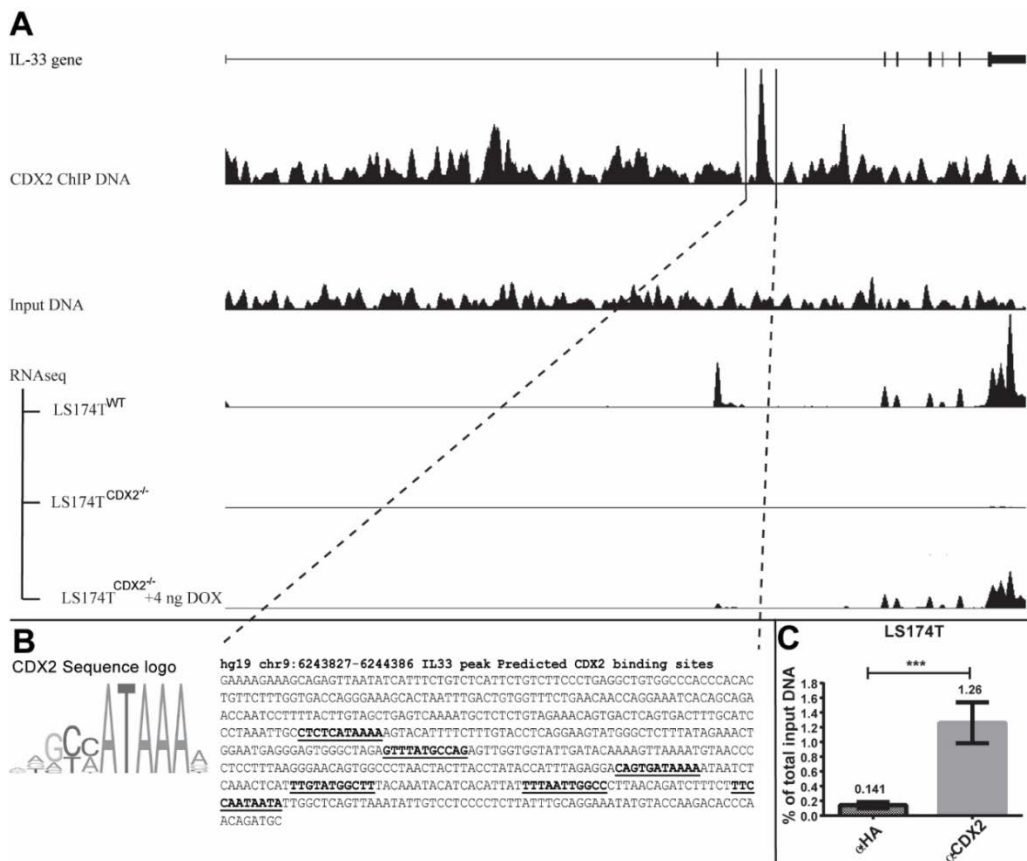 A
IL-33 gene
CDX2 ChIP DNA
Input DNA
RNAseq
LS174T^WT
LS174T^CDX2-/-
LS174T^CDX2-/- +4 ng DOX
B
CDX2 Sequence logo
GCCATAAAA
hg19 chr9:6243827-6244386 IL33 peak Predicted CDX2 binding sites
GAAAAGAAAGCAGAGTTAATATCATTTCTGTCTCATTCTGTCTTCCCTGAGGCTGTGGCCCACCCACAC
TGTTCTTTGGTGACCAGGGAAAGCACTAATTTGACTGTGGTTTCTGAACAACCAGGAAATCACAGCAGA
ACCAATCCTTTTACTTGTAGCTGAGTCAAAATGCTCTCTGTAGAAACAGTGACTCAGTGACTTTGCATC
CCTAAATTGCCTCTCATAAAAAGTACATTTTCTTTGTACCTCAGGAAGTATGGGCTCTTTATAGAAACT
GGAATGAGGGAGTGGGCTAGAGTTTATGCCAGAGTTGGTGGTATTGATACAAAAGTTAAAATGTAACCC
CTCCTTTAAGGGAACAGTGGCCCTAACTACTTACCTATACCATTTAGAGGACAGTGATAAAAATAATCT
CAAACTCATTTGTATGGCTTTACAAATACATCACATTATTTTAATTGGCCCTTAACAGATCTTTCTTTC
CAATAATATTGGCTCAGTTAAATATTGTCCTCCCCTCTTATTTGCAGGAAATATGTACCAAGACACCCA
ACAGATGC
C
LS174T
***
1.26
0.141
% of total input DNA
1.8
1.6
1.4
1.2
1.0
0.8
0.6
0.4
0.2
0.0
αHA
αCDX2